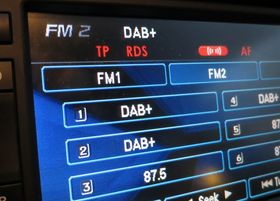 FM 2 DAB+
TP RDS AF
FM1 FM2
1 DAB+ 4
2 DAB+ 5 87.
3 87.5 6
Seek